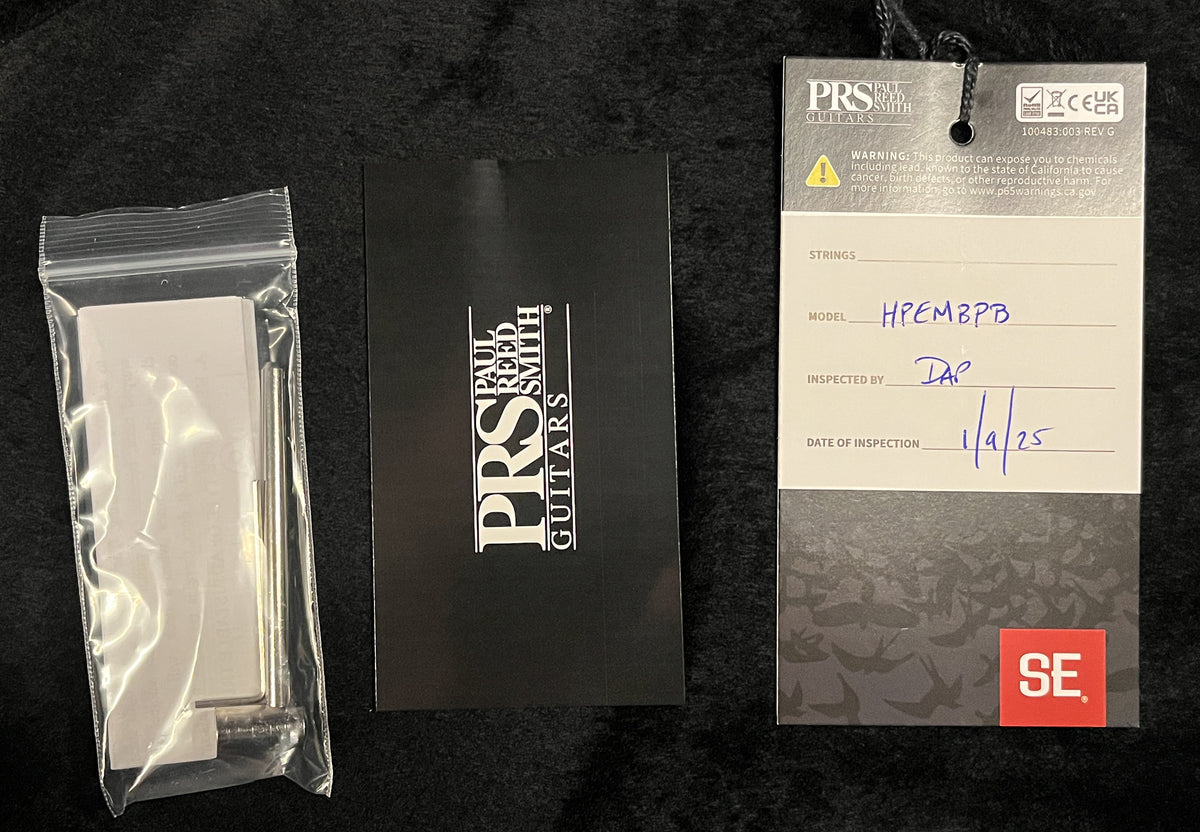 PRS PAUL
REED
SMITH®
GUITARS
PRS PAUL
REED
SMITH
GUITARS
RoHS
CE UK
CA
100483:003 REV G
WARNING: This product can expose you to chemicals
including lead, known to the state of California to cause
cancer, birth defects, or other reproductive harm. For
more information, go to www.p65warnings.ca.gov
STRINGS
MODEL HPEMBPB
INSPECTED BY DAP
DATE OF INSPECTION 1/9/25
SE®